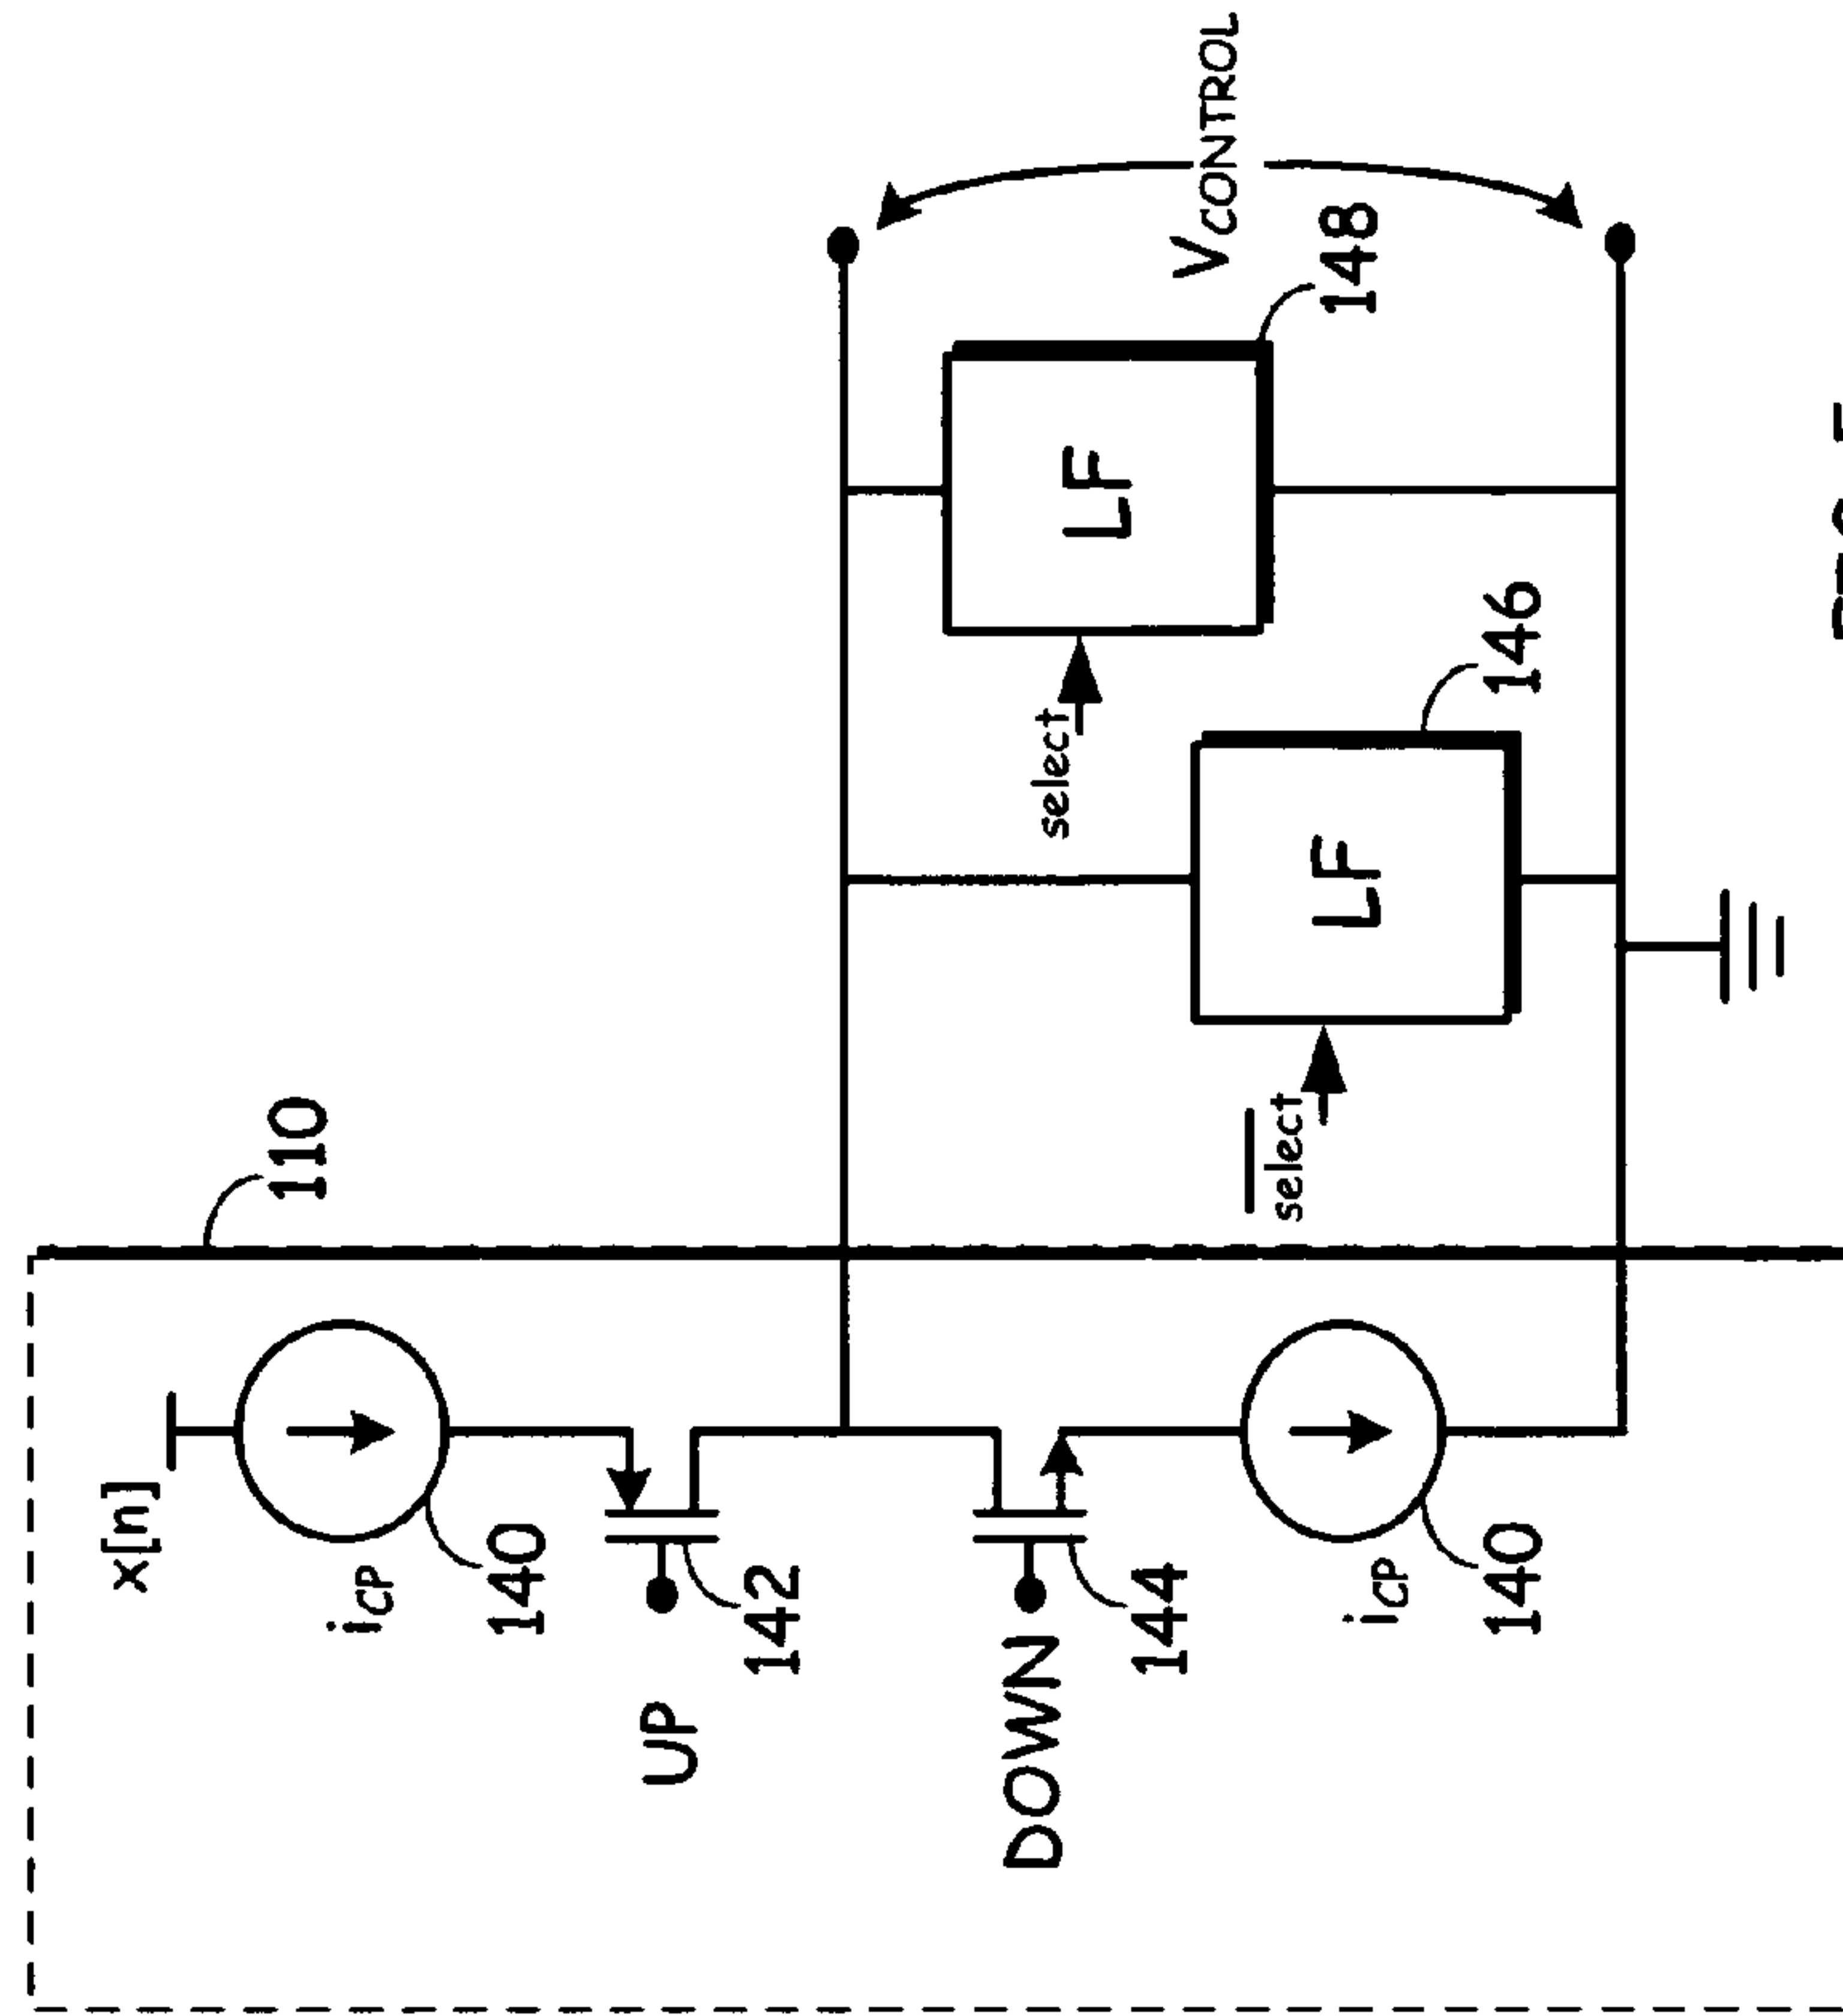 x[n]
iCP
140
110
UP
142
DOWN
144
iCP
140
select
LF
146
select
LF
148
VCONTROL